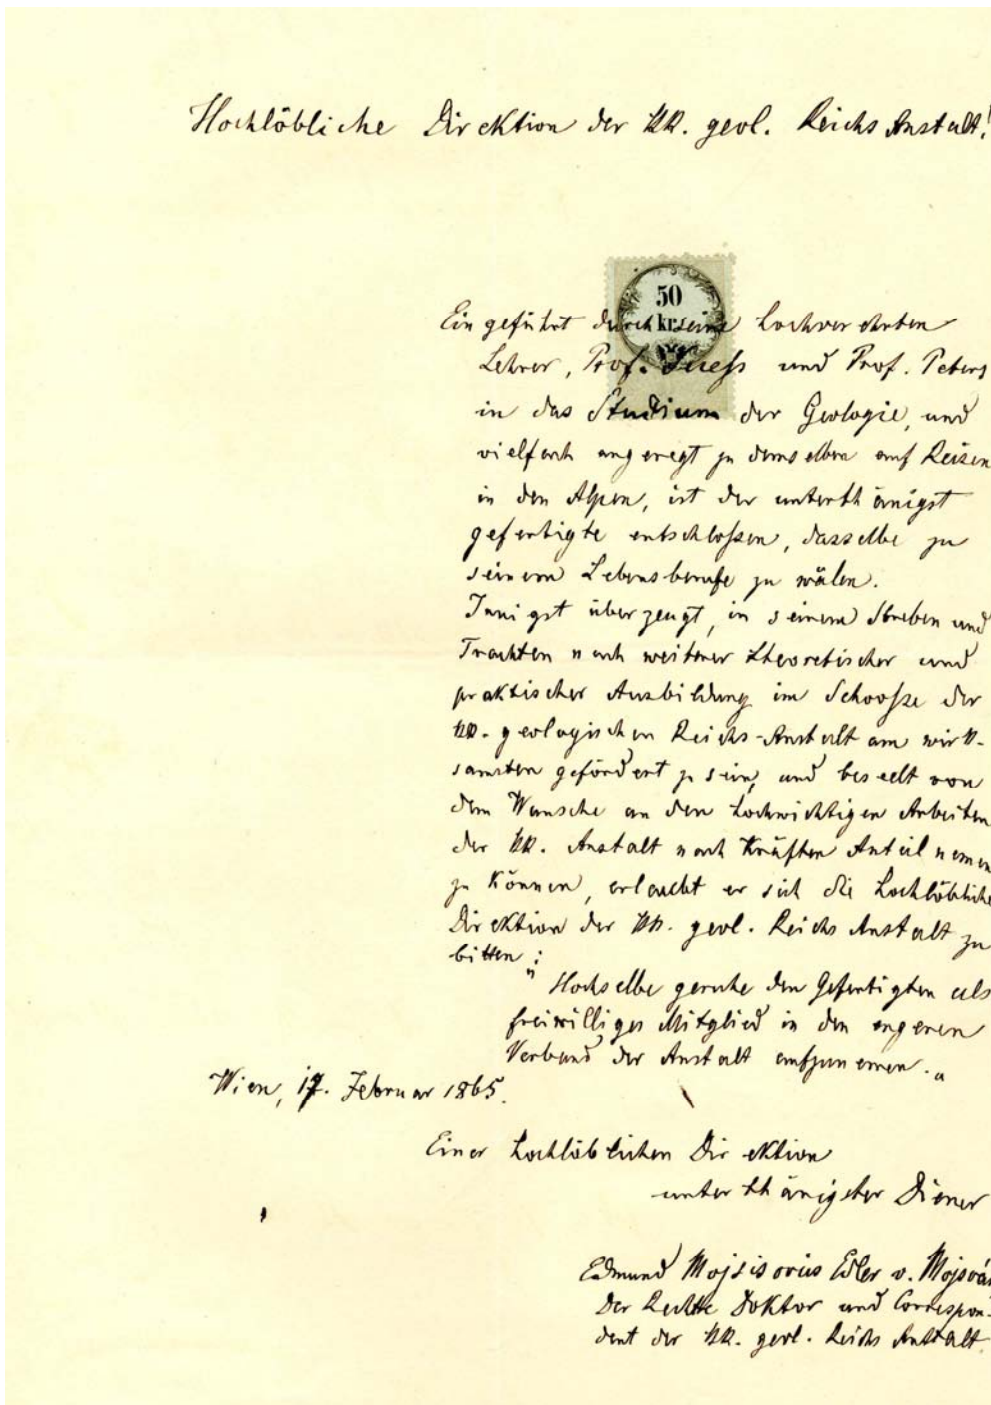 Hochlöbliche Direktion der kk. geol. Reichs Anstalt!
50
kr.
Eingeführt durch seine hochverehrten
Lehrer, Prof. Suess und Prof. Peters
in das Studium der Geologie, und
vielfach angeregt zu demselben auf Reisen
in den Alpen, ist der unterthänigst
gefertigte entschloßen, dasselbe zu
seinem Lebensberufe zu wälen.
Innigst überzeugt, in seinem Streben und
Trachten nach weiterer theoretischer und
praktischer Ausbildung im Schooße der
kk. geologischen Reichs-Anstalt am wirk-
samsten gefördert zu sein, und beseelt von
dem Wunsche an den hochwichtigen Arbeiten
der kk. Anstalt nach Kräften Anteil nemen
zu können, erlaubt er sich die hochlöbliche
Direktion der kk. geol. Reichs Anstalt zu
bitten:
„Hochselbe geruhe den Gefertigten als
freiwilliges Mitglied in den engeren
Verband der Anstalt aufzunemen.“
Wien, 17. Februar 1865.
Einer hochlöblichen Direktion
unterthänigster Diener
Edmund Mojsisovics Edler v. Mojsvár
Der Rechte Doktor und Correspon-
dent der kk. geol. Reichs Anstalt.